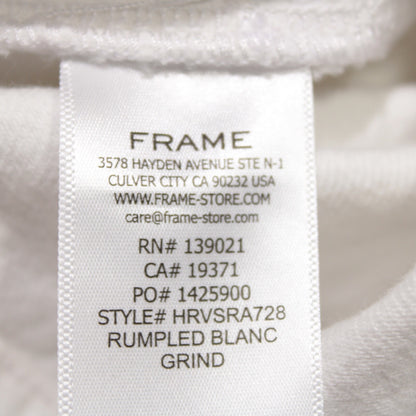 FRAME
3578 HAYDEN AVENUE STE N-1
CULVER CITY CA 90232 USA
WWW.FRAME-STORE.COM
care@frame-store.com
RN# 139021
CA# 19371
PO# 1425900
STYLE# HRVSRA728
RUMPLED BLANC
GRIND